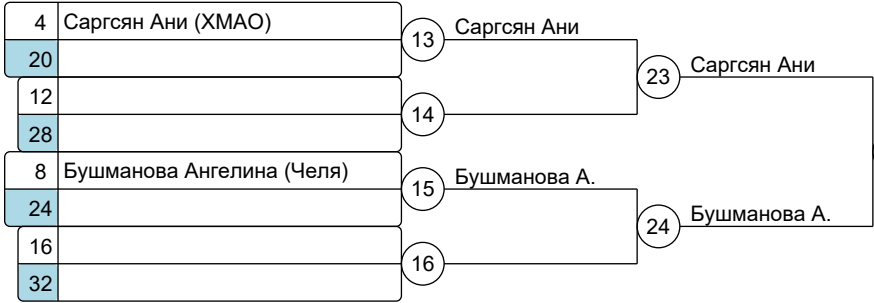 4 Саргсян Ани (ХМАО)
20
13 Саргсян Ани
12
28
14
23 Саргсян Ани
8 Бушманова Ангелина (Челя)
24
15 Бушманова А.
16
32
16
24 Бушманова А.